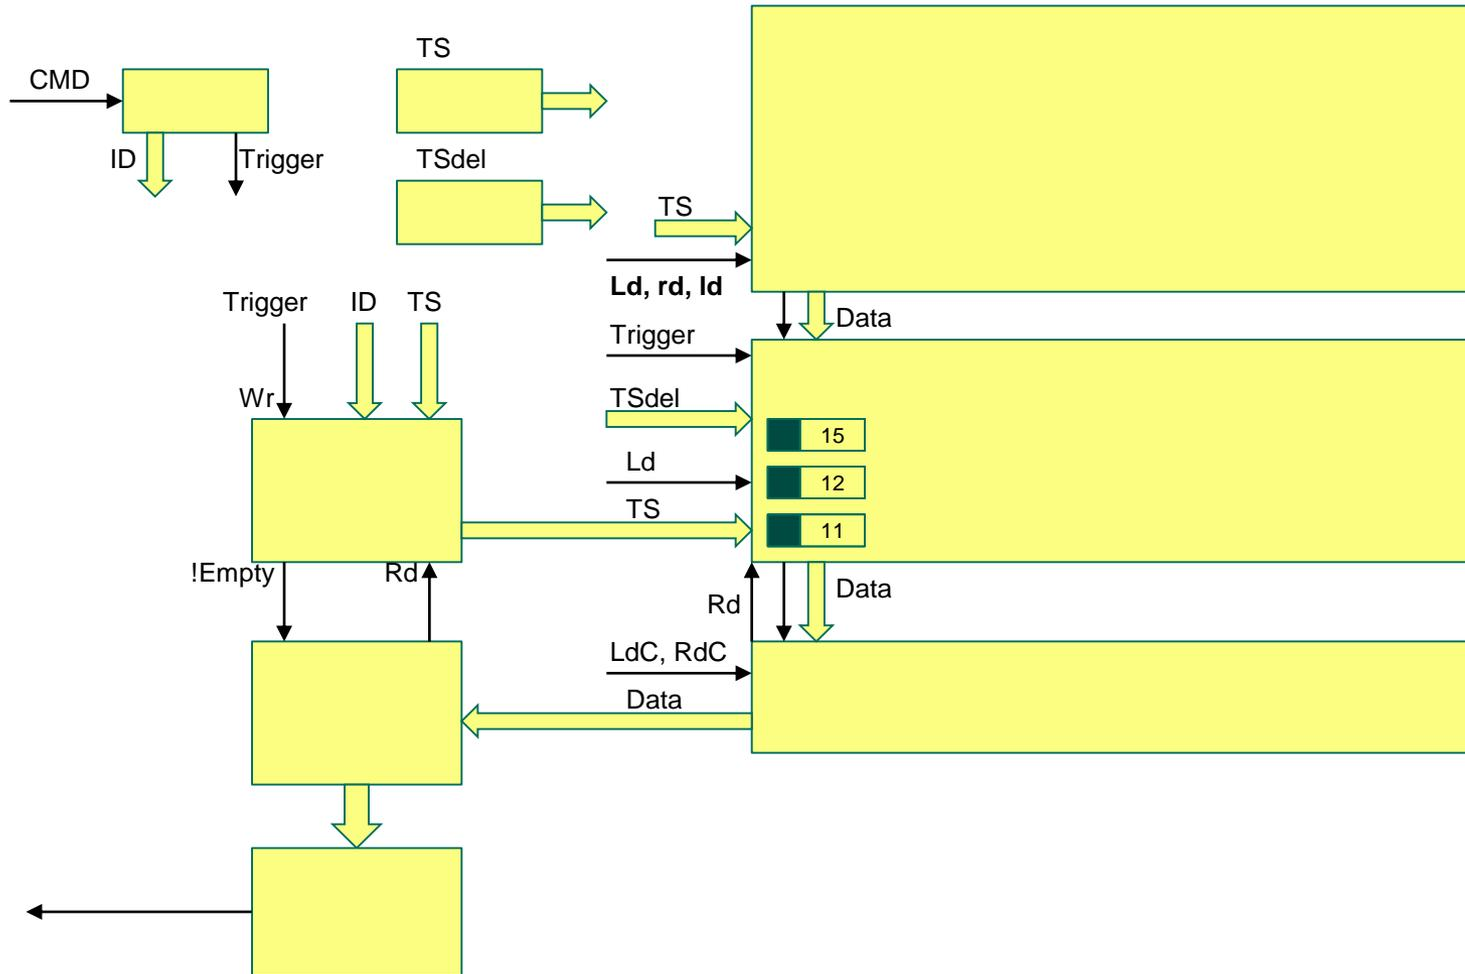 TS
CMD
ID
Trigger
TSdel
TS
Ld, rd, ld
Trigger
ID
TS
Data
Trigger
Wr
TSdel
15
Ld
12
TS
11
!Empty
Rd
Data
Rd
LdC, RdC
Data